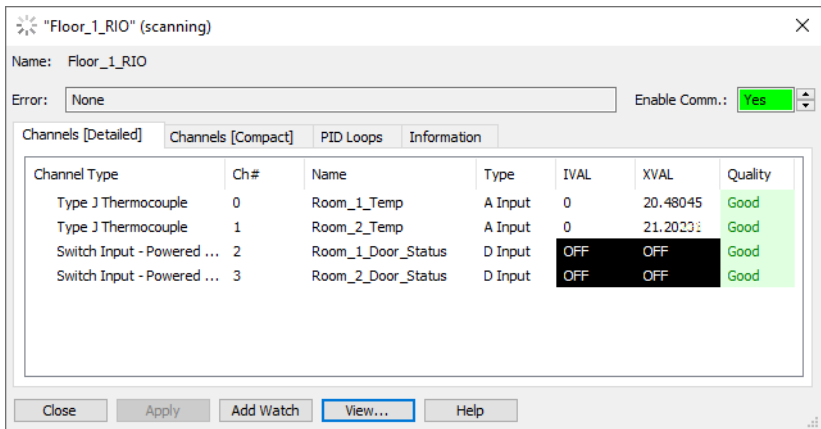 "Floor_1_RIO" (scanning)
Name: Floor_1_RIO
Error: None Enable Comm.: Yes
Channels [Detailed] Channels [Compact] PID Loops Information
Channel Type Ch# Name Type IVAL XVAL Quality
Type J Thermocouple 0 Room_1_Temp A Input 0 20.48045 Good
Type J Thermocouple 1 Room_2_Temp A Input 0 Good
Switch Input - Powered ... 2 Room_1_Door_Status D Input OFF OFF Good
Switch Input - Powered ... 3 Room_2_Door_Status D Input OFF OFF Good
Close Apply Add Watch View... Help